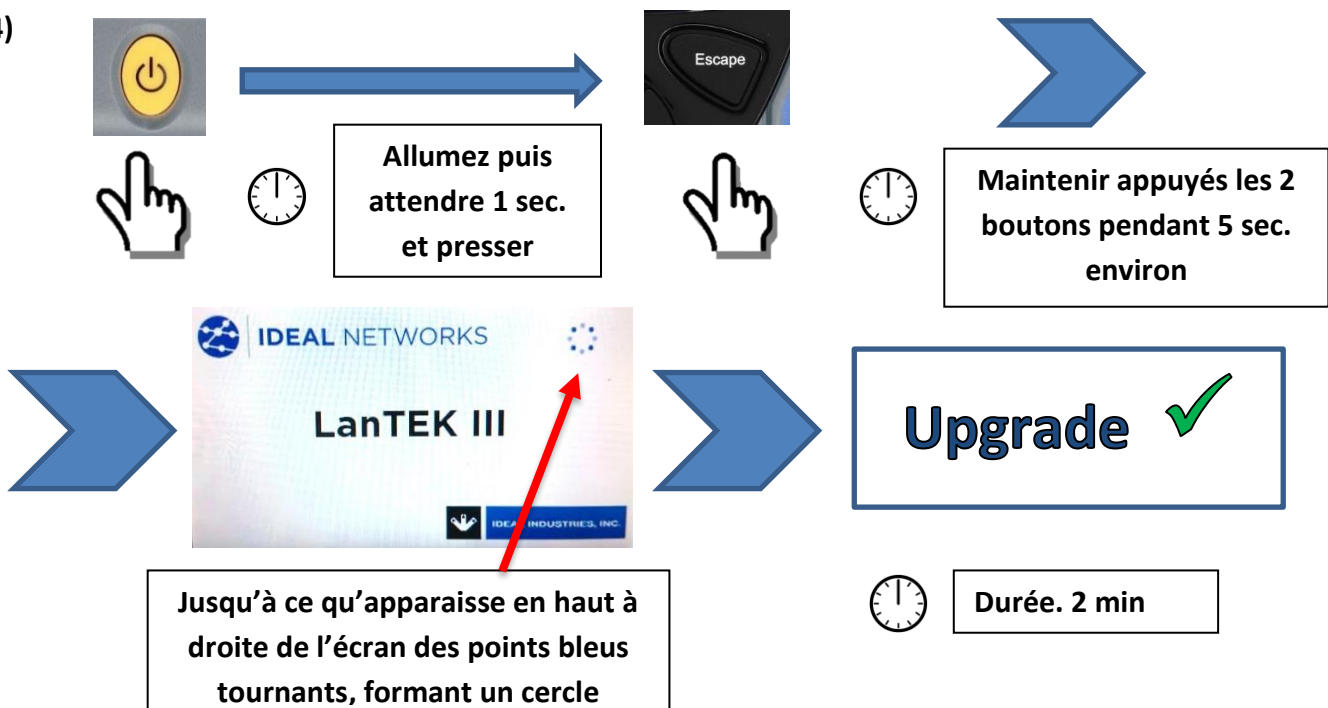 4)
Escape
Allumez puis
attendre 1 sec.
et presser
Maintenir appuyés les 2
boutons pendant 5 sec.
environ
IDEAL NETWORKS
LanTEK III
IDEAL INDUSTRIES, INC.
Upgrade
Jusqu’à ce qu’apparaisse en haut à
droite de l’écran des points bleus
tournants, formant un cercle
Durée. 2 min